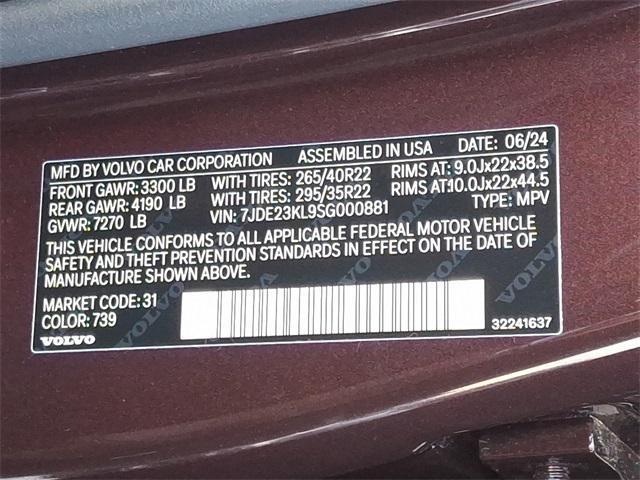 MFD BY VOLVO CAR CORPORATION ASSEMBLED IN USA DATE: 06/24
FRONT GAWR: 3300 LB WITH TIRES: 265/40R22 RIMS AT: 9.0Jx22x38.5
REAR GAWR: 4190 LB WITH TIRES: 295/35R22 RIMS AT:10.0Jx22x44.5
GVWR: 7270 LB VIN: 7JDE23KL9SG000881 TYPE: MPV
THIS VEHICLE CONFORMS TO ALL APPLICABLE FEDERAL MOTOR VEHICLE
SAFETY AND THEFT PREVENTION STANDARDS IN EFFECT ON THE DATE OF
MANUFACTURE SHOWN ABOVE.
MARKET CODE: 31
COLOR: 739
VOLVO 32241637